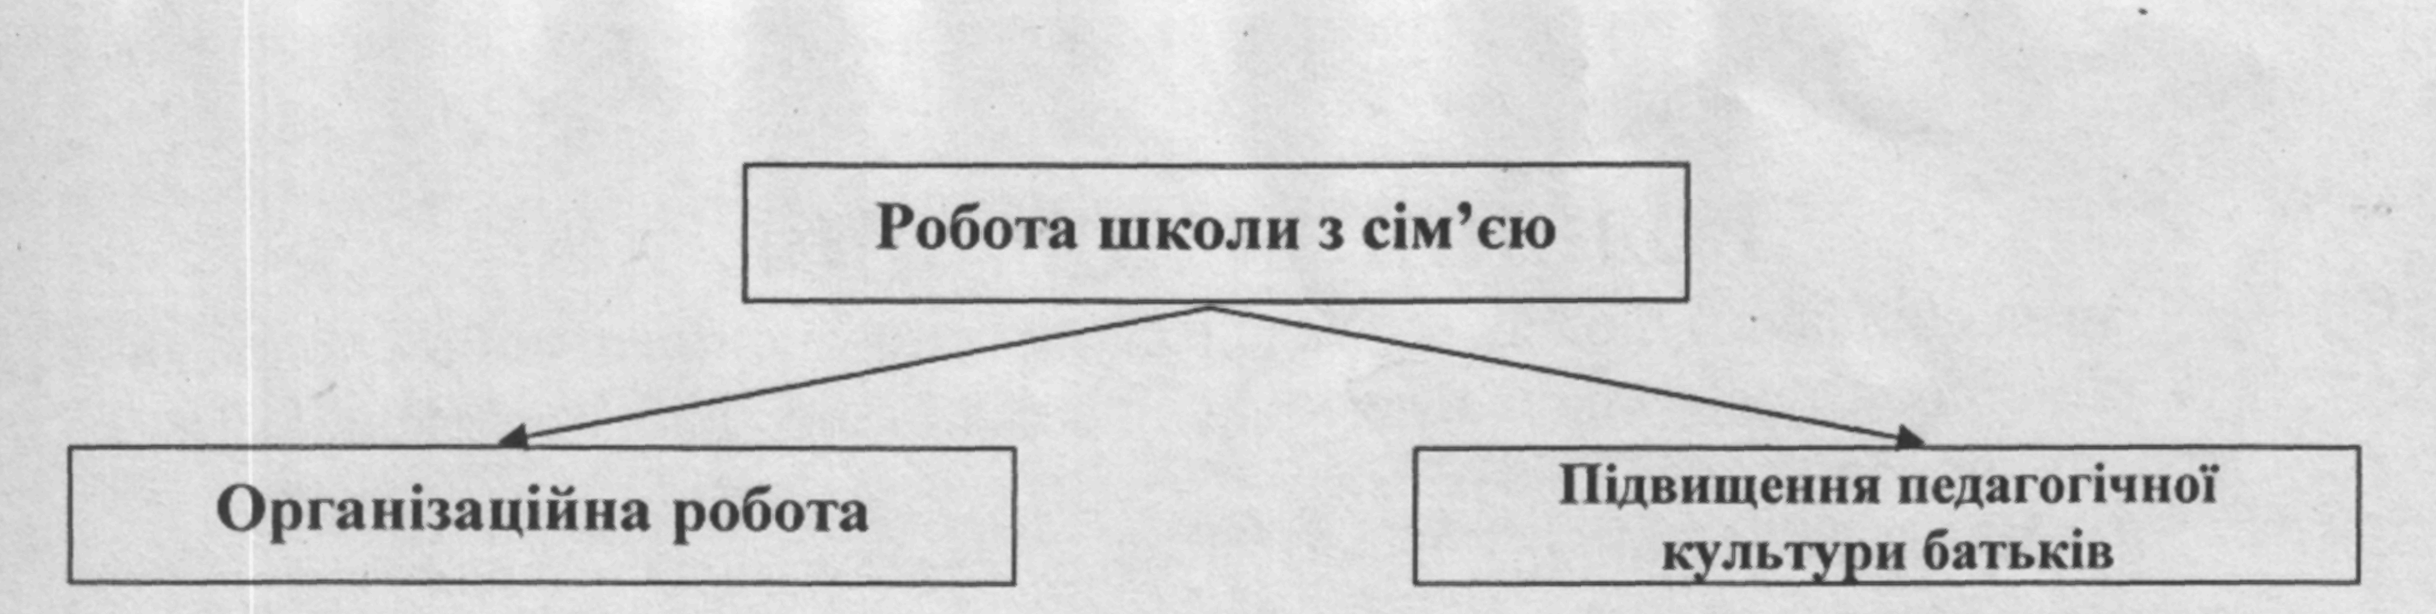 Робота школи з сім’єю
Організаційна робота
Підвищення педагогічної
культури батьків